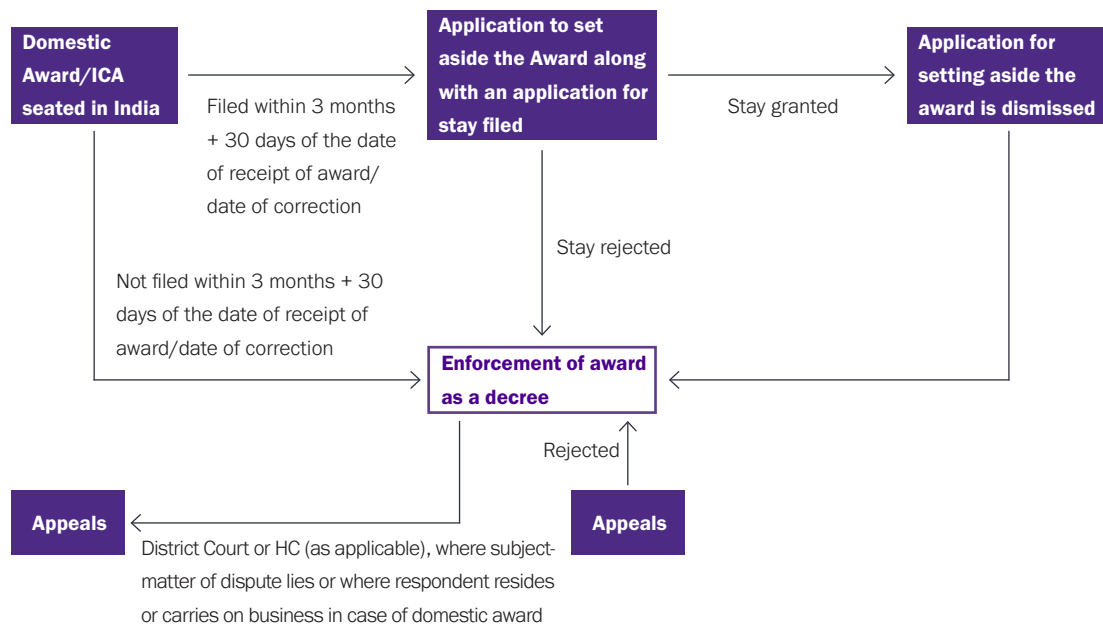 Domestic
Award/ICA
seated in India
Filed within 3 months
+ 30 days of the date
of receipt of award/
date of correction
Application to set
aside the Award along
with an application for
stay filed
Stay granted
Application for
setting aside the
award is dismissed
Stay rejected
Not filed within 3 months + 30
days of the date of receipt of
award/date of correction
Enforcement of award
as a decree
Rejected
Appeals
Appeals
District Court or HC (as applicable), where subject-
matter of dispute lies or where respondent resides
or carries on business in case of domestic award